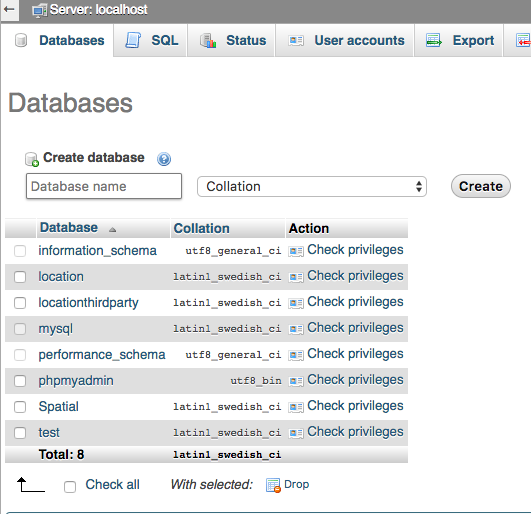 Server: localhost
Databases SQL Status User accounts Export
Databases
Create database
Database name Collation Create
Database Collation Action
information_schema utf8_general_ci Check privileges
location latin1_swedish_ci Check privileges
locationthirdparty latin1_swedish_ci Check privileges
mysql latin1_swedish_ci Check privileges
performance_schema utf8_general_ci Check privileges
phpmyadmin utf8_bin Check privileges
Spatial latin1_swedish_ci Check privileges
test latin1_swedish_ci Check privileges
Total: 8 latin1_swedish_ci
Check all With selected: Drop